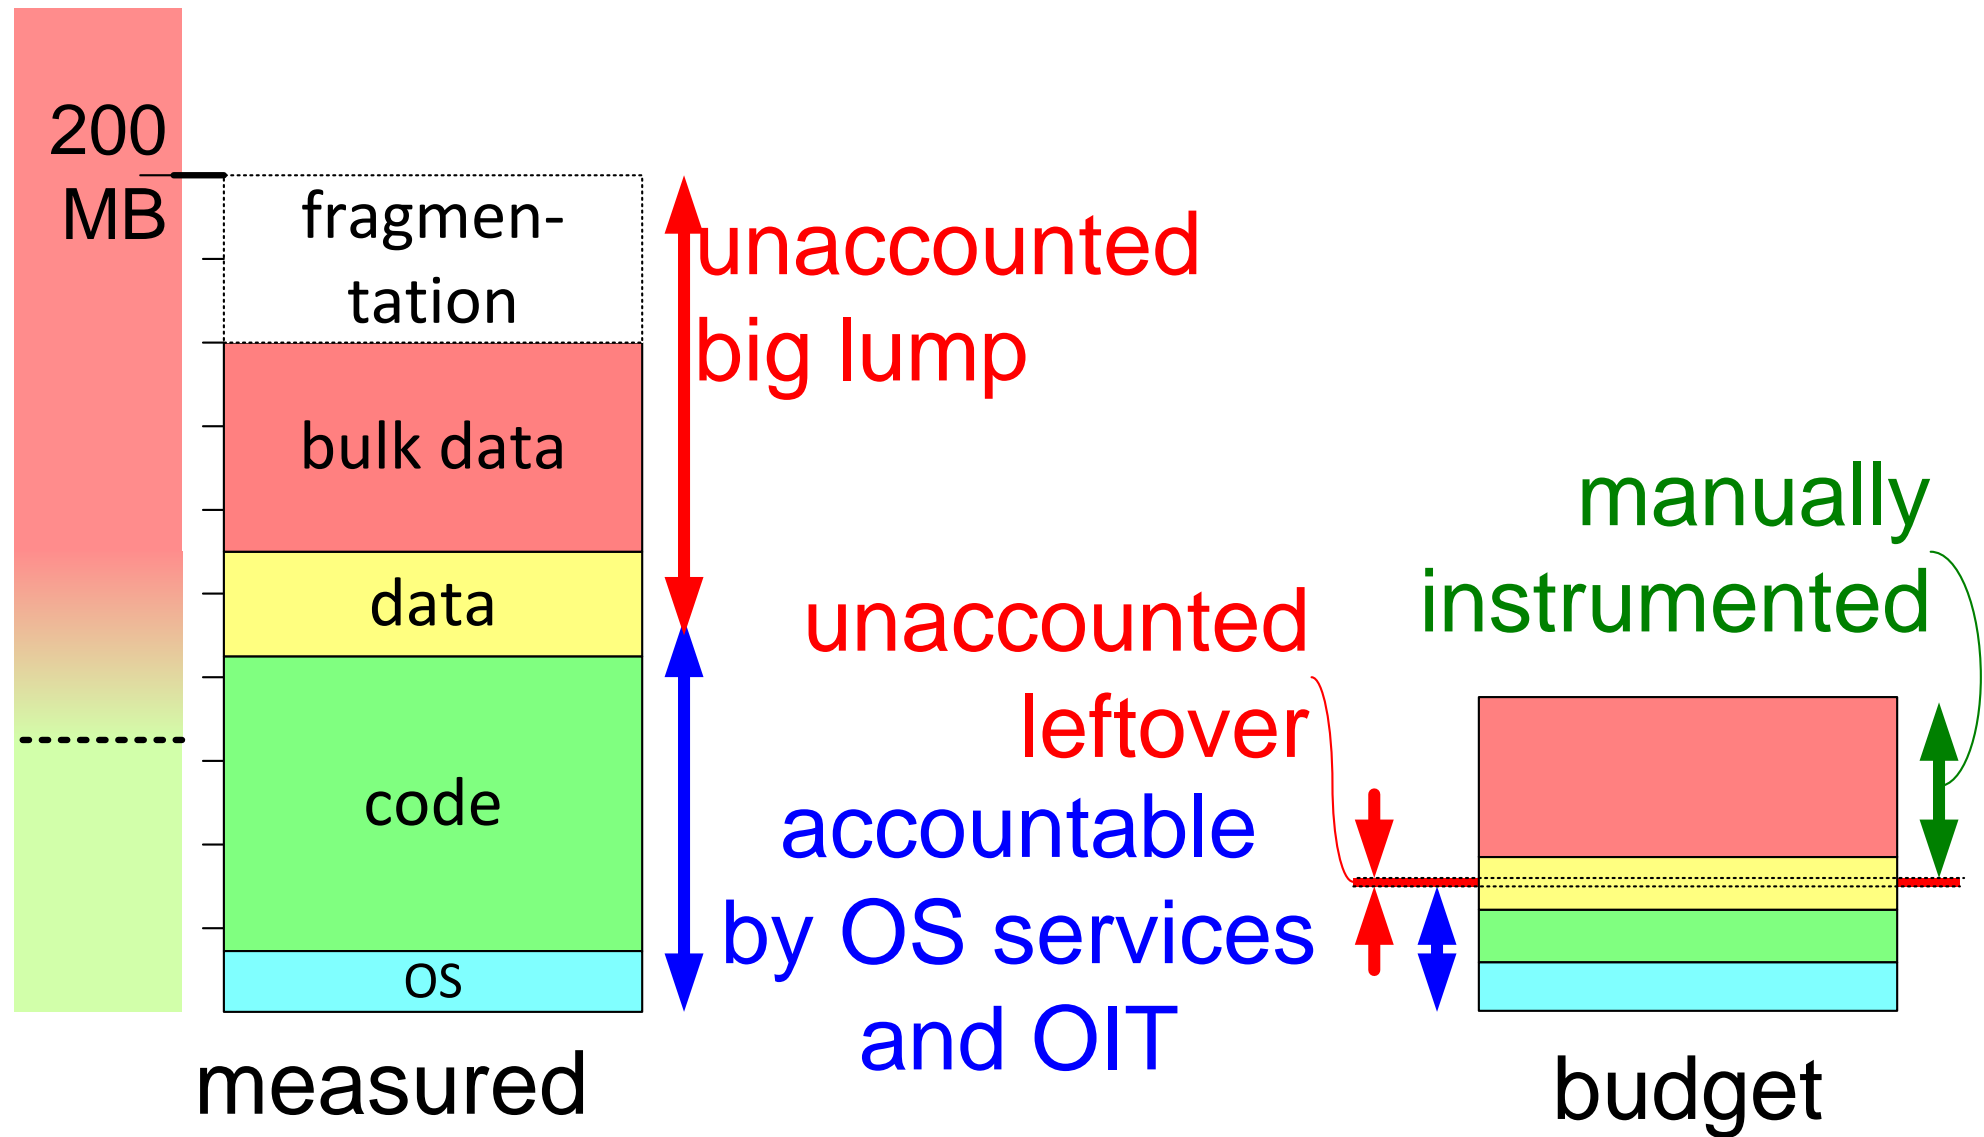 200
MB
fragmen-
tation
bulk data
data
code
OS
measured
unaccounted
big lump
unaccounted
leftover
accountable
by OS services
and OIT
manually
instrumented
budget